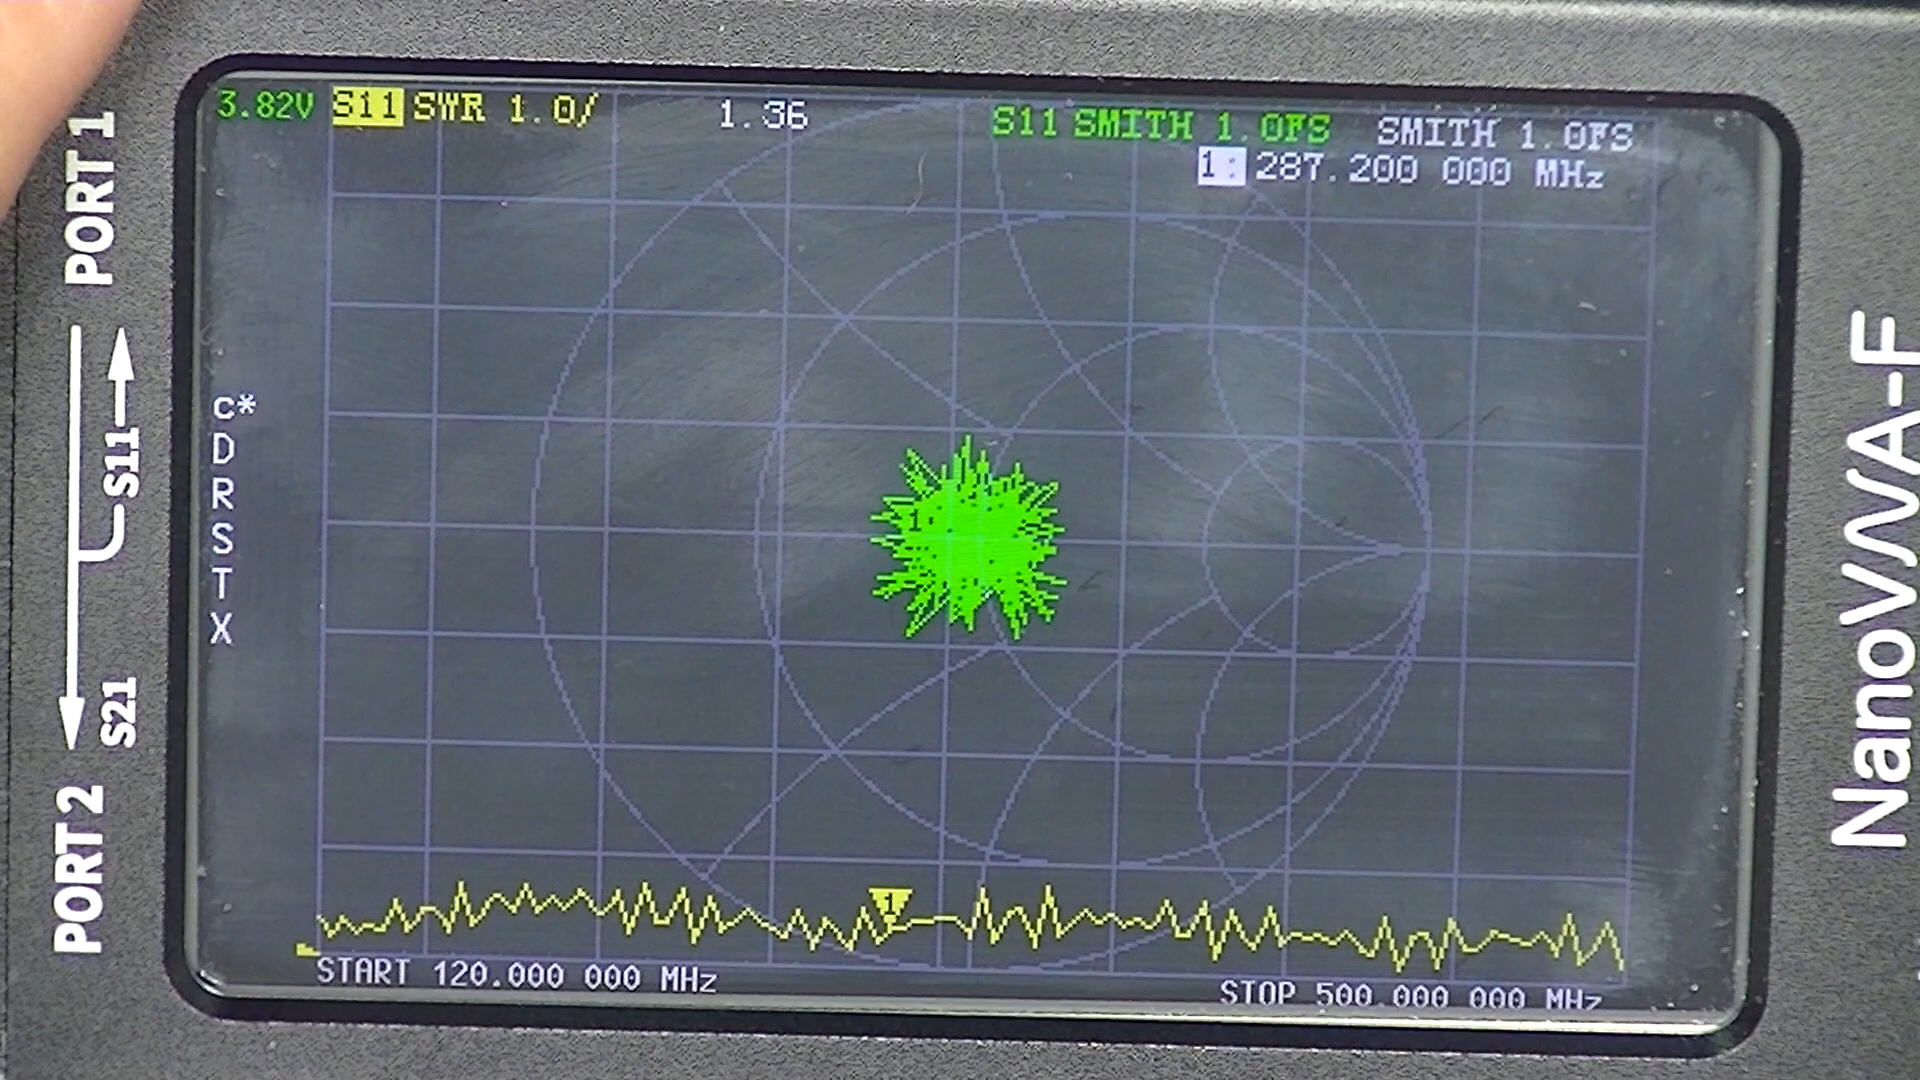 3.82V S11 SWR 1.0/ 1.36 S11 SMITH 1.0FS SMITH 1.0FS
1: 287.200 000 MHz
C*
D
R
S
T
X
1
1
START 120.000 000 MHz STOP 500.000 000 MHz
PORT 1
S11
S21
PORT 2
NanoVNA-F